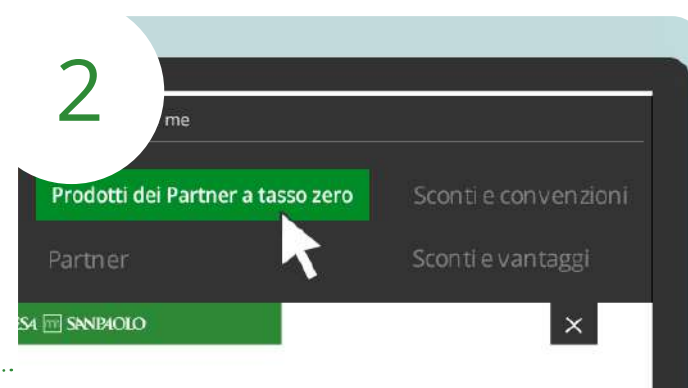 2
me
Prodotti dei Partner a tasso zero
Sconti e convenzioni
Partner
Sconti e vantaggi
SANPAOLO